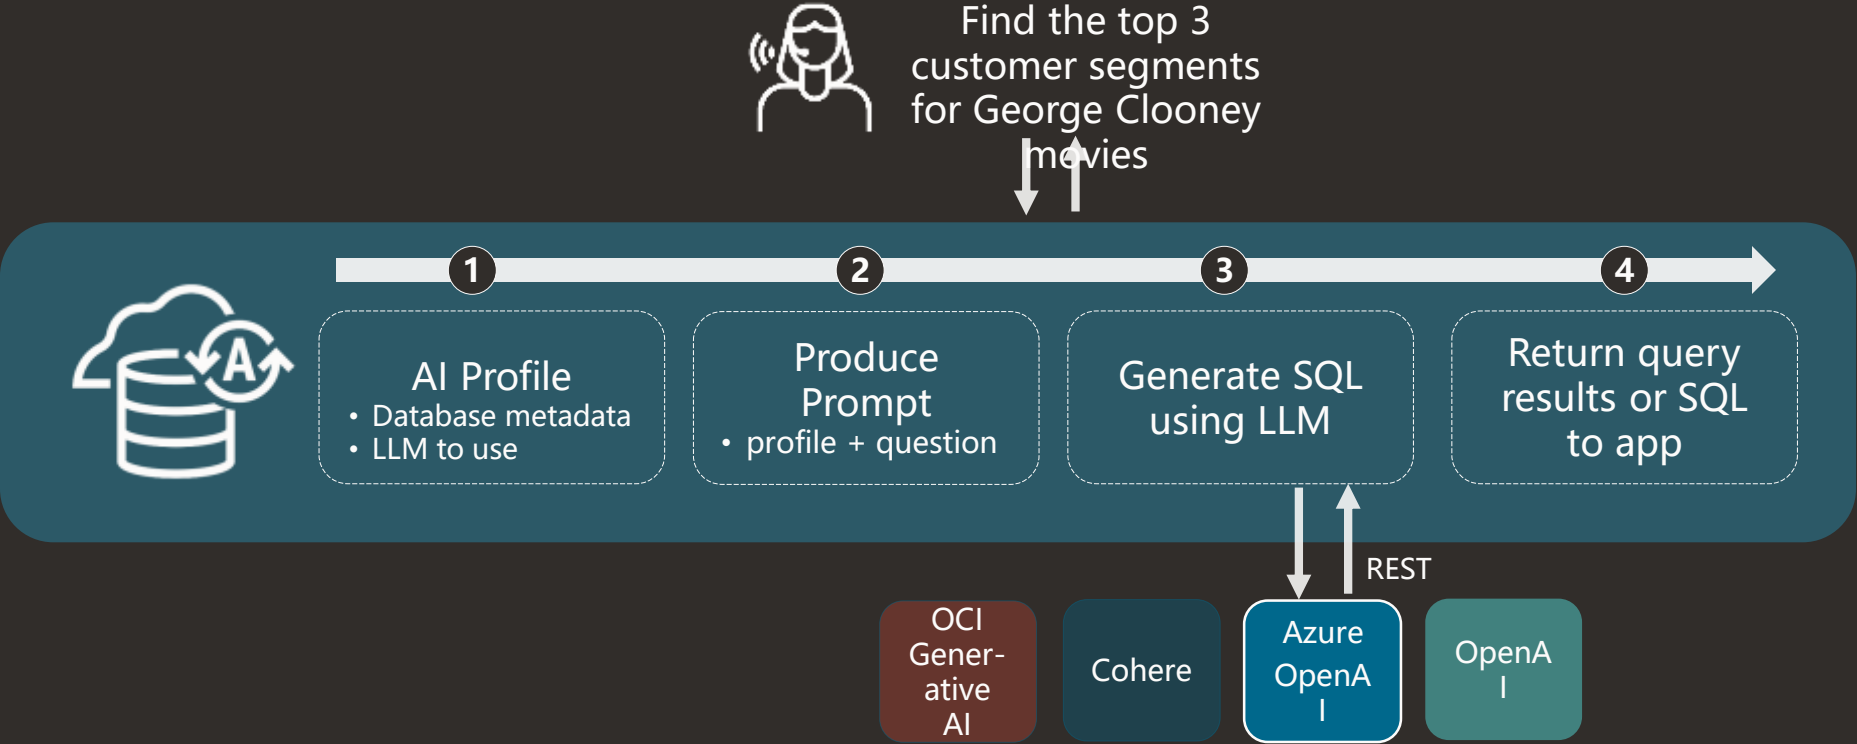 Find the top 3
customer segments
for George Clooney
movies
1
2
3
4
A
AI Profile
• Database metadata
• LLM to use
Produce
Prompt
• profile + question
Generate SQL
using LLM
Return query
results or SQL
to app
REST
OCI
Gener-
ative
AI
Cohere
Azure
OpenA
I
OpenA
I